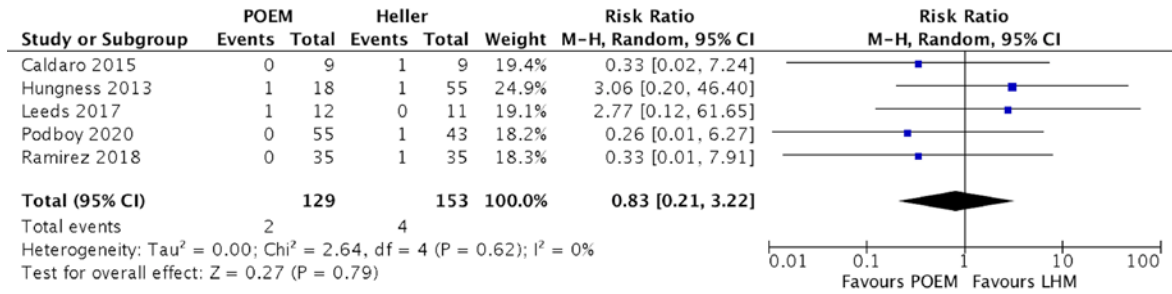 POEM Heller Risk Ratio Risk Ratio
Study or Subgroup Events Total Events Total Weight M-H, Random, 95% CI M-H, Random, 95% CI
Caldaro 2015 0 9 1 9 19.4% 0.33 [0.02, 7.24]
Hungness 2013 1 18 1 55 24.9% 3.06 [0.20, 46.40]
Leeds 2017 1 12 0 11 19.1% 2.77 [0.12, 61.65]
Podboy 2020 0 55 1 43 18.2% 0.26 [0.01, 6.27]
Ramirez 2018 0 35 1 35 18.3% 0.33 [0.01, 7.91]
Total (95% CI) 129 153 100.0% 0.83 [0.21, 3.22]
Total events 2 4
Heterogeneity: Tau² = 0.00; Chi² = 2.64, df = 4 (P = 0.62); I² = 0%
Test for overall effect: Z = 0.27 (P = 0.79)
0.01 0.1 1 10 100
Favours POEM Favours LHM